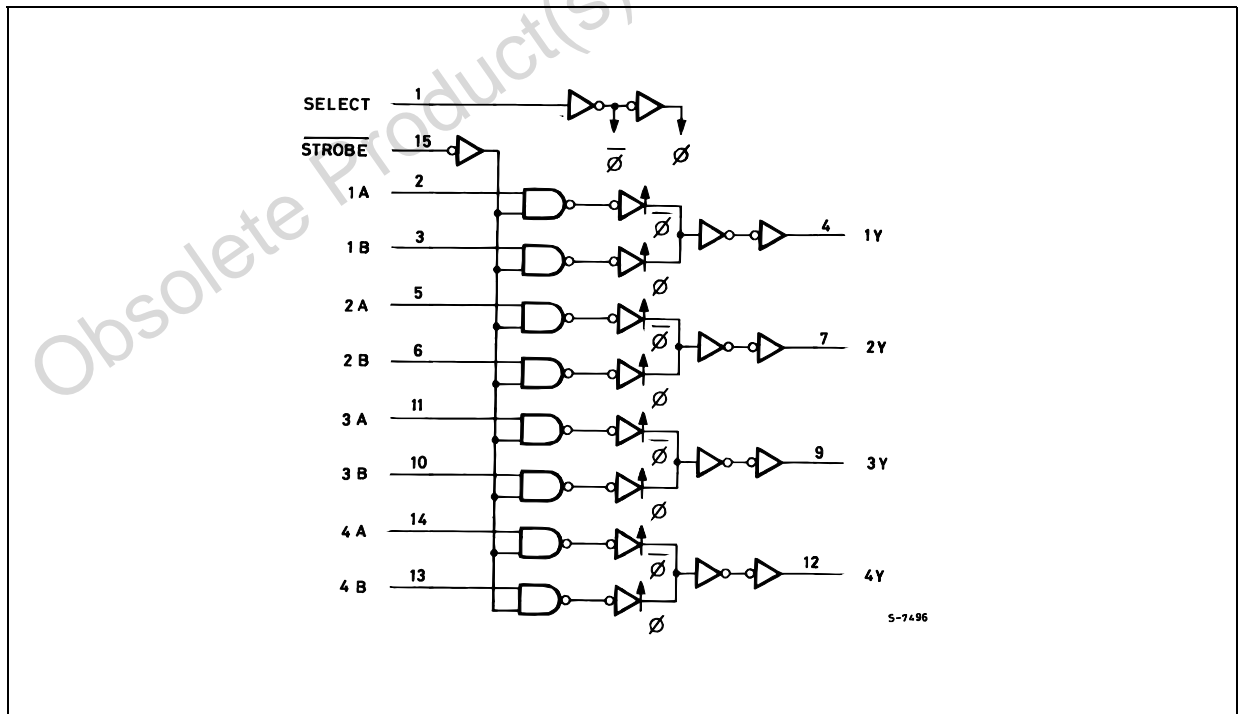 Obsolete Product(s)
SELECT 1
S̅T̅R̅O̅B̅E̅ 15
∅̅ ∅
1A 2
∅̅
4 1Y
1B 3
∅
2A 5
∅̅
7 2Y
2B 6
∅
3A 11
∅̅
9 3Y
3B 10
∅
4A 14
∅̅
12 4Y
4B 13
∅
S-7496